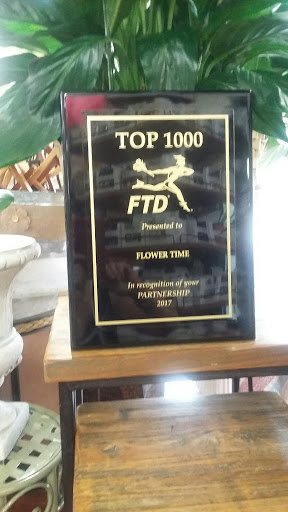 TOP 1000
FTD®
Presented to
FLOWER TIME
In recognition of your
PARTNERSHIP
2017